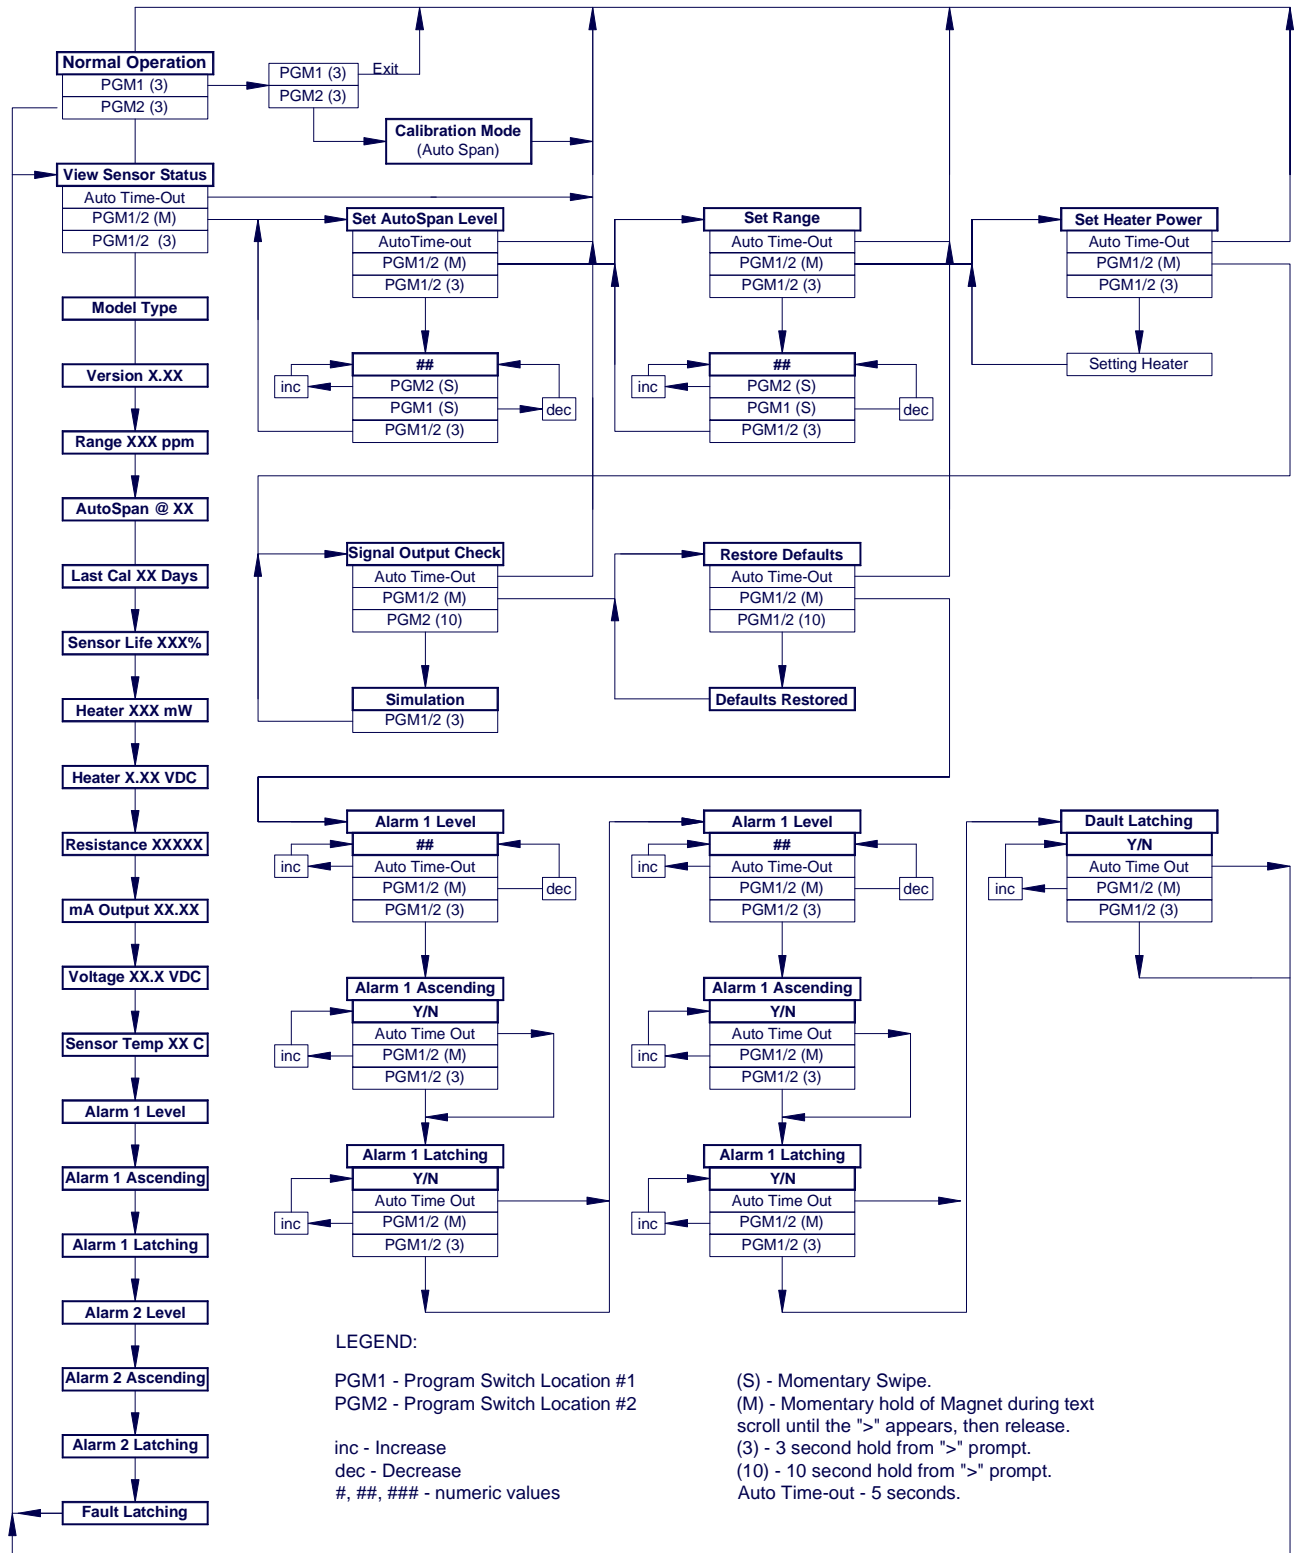 Normal Operation
PGM1 (3)
PGM2 (3)
PGM1 (3)
PGM2 (3)
Exit
Calibration Mode
(Auto Span)
View Sensor Status
Auto Time-Out
PGM1/2 (M)
PGM1/2 (3)
Set AutoSpan Level
AutoTime-out
PGM1/2 (M)
PGM1/2 (3)
##
PGM2 (S)
PGM1 (S)
PGM1/2 (3)
inc
dec
Set Range
Auto Time-Out
PGM1/2 (M)
PGM1/2 (3)
##
PGM2 (S)
PGM1 (S)
PGM1/2 (3)
inc
dec
Set Heater Power
Auto Time-Out
PGM1/2 (M)
PGM1/2 (3)
Setting Heater
Model Type
Version X.XX
Range XXX ppm
AutoSpan @ XX
Last Cal XX Days
Sensor Life XXX%
Heater XXX mW
Heater X.XX VDC
Resistance XXXXX
mA Output XX.XX
Voltage XX.X VDC
Sensor Temp XX C
Alarm 1 Level
Alarm 1 Ascending
Alarm 1 Latching
Alarm 2 Level
Alarm 2 Ascending
Alarm 2 Latching
Fault Latching
Signal Output Check
Auto Time-Out
PGM1/2 (M)
PGM2 (10)
Simulation
PGM1/2 (3)
Restore Defaults
Auto Time-Out
PGM1/2 (M)
PGM1/2 (10)
Defaults Restored
Alarm 1 Level
##
Auto Time-Out
PGM1/2 (M)
PGM1/2 (3)
inc
dec
Alarm 1 Ascending
Y/N
Auto Time Out
PGM1/2 (M)
PGM1/2 (3)
inc
Alarm 1 Latching
Y/N
Auto Time Out
PGM1/2 (M)
PGM1/2 (3)
inc
Alarm 1 Level
##
Auto Time-Out
PGM1/2 (M)
PGM1/2 (3)
inc
dec
Alarm 1 Ascending
Y/N
Auto Time Out
PGM1/2 (M)
PGM1/2 (3)
inc
Alarm 1 Latching
Y/N
Auto Time Out
PGM1/2 (M)
PGM1/2 (3)
inc
Dault Latching
Y/N
Auto Time Out
PGM1/2 (M)
PGM1/2 (3)
inc
LEGEND:
PGM1 - Program Switch Location #1
PGM2 - Program Switch Location #2
inc - Increase
dec - Decrease
#, ##, ### - numeric values
(S) - Momentary Swipe.
(M) - Momentary hold of Magnet during text
scroll until the ">" appears, then release.
(3) - 3 second hold from ">" prompt.
(10) - 10 second hold from ">" prompt.
Auto Time-out - 5 seconds.